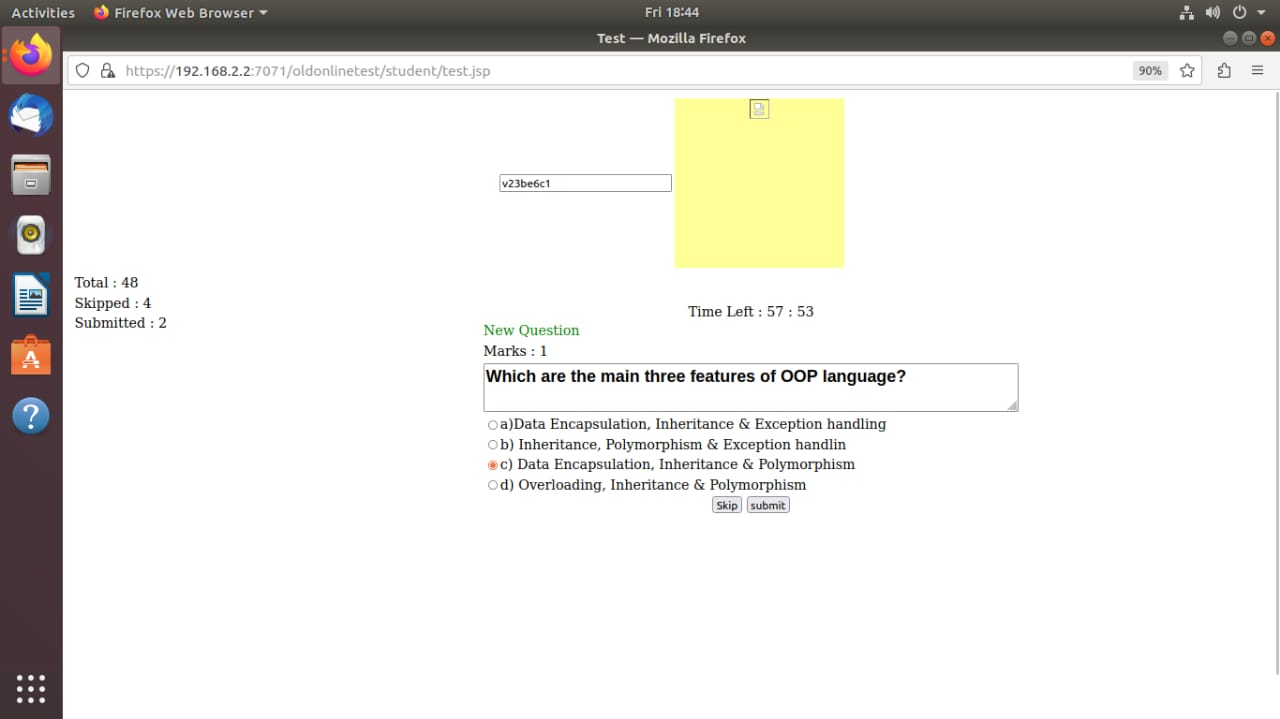 Activities Firefox Web Browser Fri 18:44
Test — Mozilla Firefox
https://192.168.2.2:7071/oldonlinetest/student/test.jsp 90%
v23be6c1
Total : 48
Skipped : 4
Submitted : 2
Time Left : 57 : 53
New Question
Marks : 1
Which are the main three features of OOP language?
a)Data Encapsulation, Inheritance & Exception handling
b) Inheritance, Polymorphism & Exception handlin
c) Data Encapsulation, Inheritance & Polymorphism
d) Overloading, Inheritance & Polymorphism
Skip submit